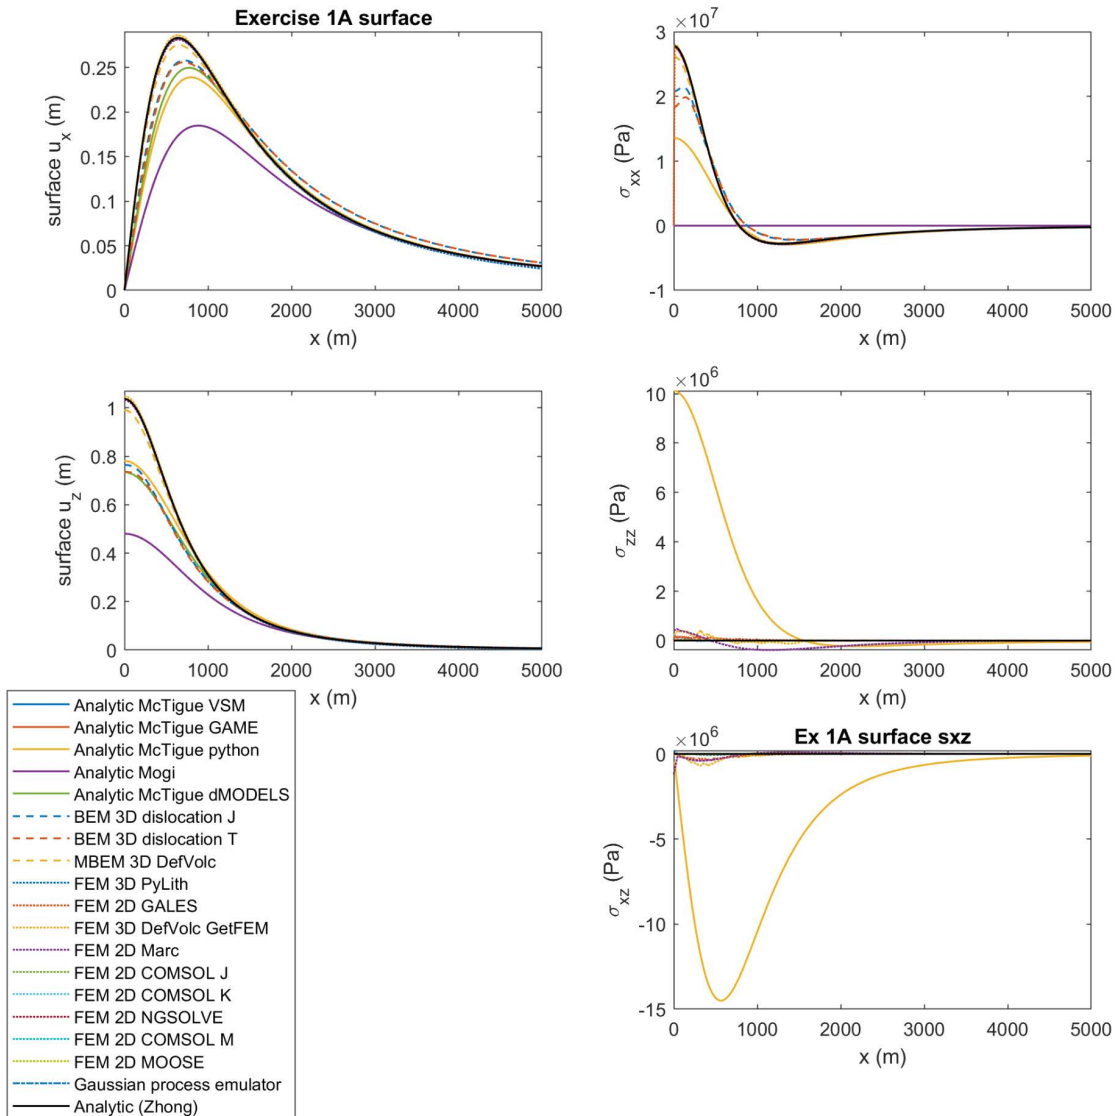 Exercise 1A surface
surface u_x (m)
0.25
0.2
0.15
0.1
0.05
0
0 1000 2000 3000 4000 5000
x (m)
×10^7
σ_xx (Pa)
3
2
1
0
-1
0 1000 2000 3000 4000 5000
x (m)
surface u_z (m)
1
0.8
0.6
0.4
0.2
0
0 1000 2000 3000 4000 5000
x (m)
×10^6
σ_zz (Pa)
10
8
6
4
2
0
0 1000 2000 3000 4000 5000
x (m)
Analytic McTigue VSM
Analytic McTigue GAME
Analytic McTigue python
Analytic Mogi
Analytic McTigue dMODELS
BEM 3D dislocation J
BEM 3D dislocation T
MBEM 3D DefVolc
FEM 3D PyLith
FEM 2D GALES
FEM 3D DefVolc GetFEM
FEM 2D Marc
FEM 2D COMSOL J
FEM 2D COMSOL K
FEM 2D NGSOLVE
FEM 2D COMSOL M
FEM 2D MOOSE
Gaussian process emulator
Analytic (Zhong)
×10^6
Ex 1A surface sxz
σ_xz (Pa)
0
-5
-10
-15
0 1000 2000 3000 4000 5000
x (m)